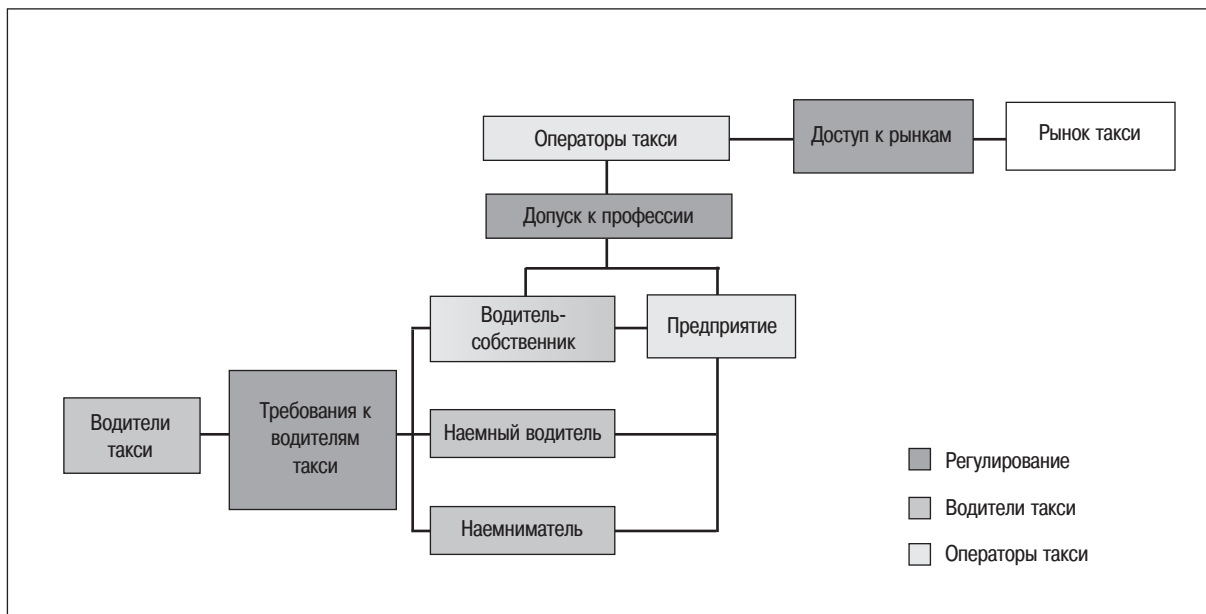 Операторы такси
Доступ к рынкам
Рынок такси
Допуск к профессии
Водитель-
собственник
Предприятие
Водители
такси
Требования к
водителям
такси
Наемный водитель
Наемниматель
Регулирование
Водители такси
Операторы такси